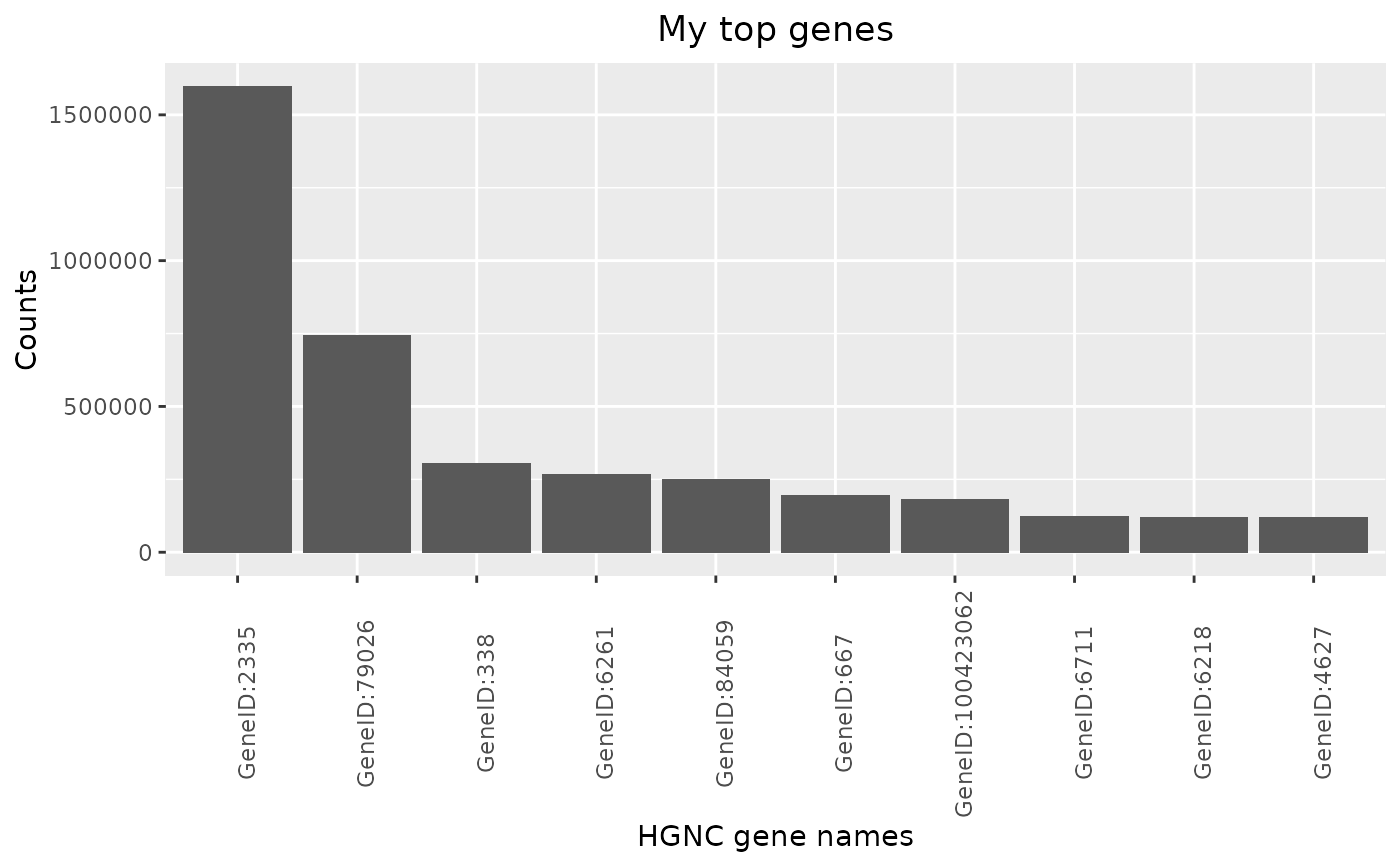 My top genes
Counts
1500000
1000000
500000
0
GeneID:2335
GeneID:79026
GeneID:338
GeneID:6261
GeneID:84059
GeneID:667
GeneID:100423062
GeneID:6711
GeneID:6218
GeneID:4627
HGNC gene names